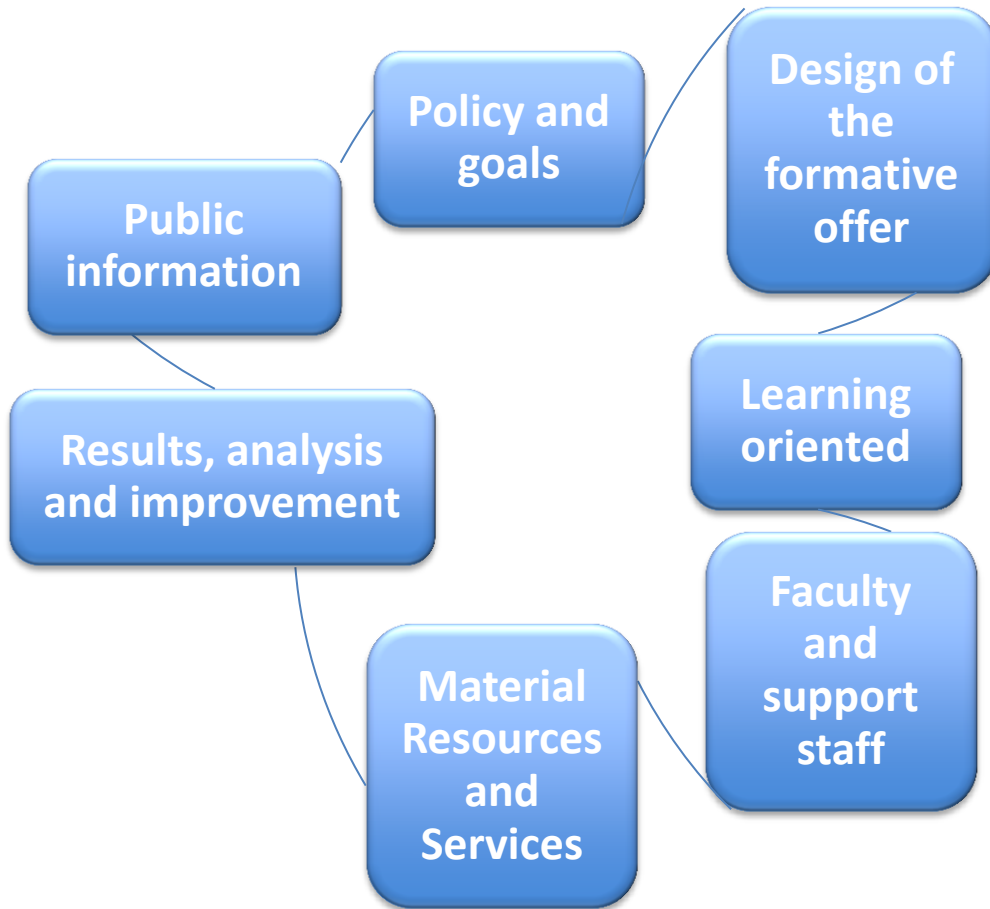 Policy and
goals
Design of
the
formative
offer
Learning
oriented
Faculty
and
support
staff
Material
Resources
and
Services
Results, analysis
and improvement
Public
information